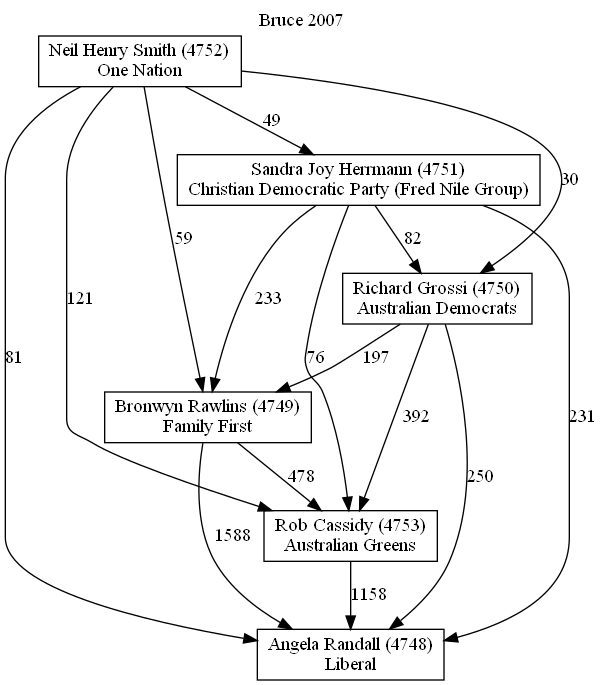 Bruce 2007
Neil Henry Smith (4752)
One Nation
49
Sandra Joy Herrmann (4751)
Christian Democratic Party (Fred Nile Group)
30
59
82
Richard Grossi (4750)
Australian Democrats
121
233
81
76
197
Bronwyn Rawlins (4749)
Family First
392
231
478
250
Rob Cassidy (4753)
Australian Greens
1588
1158
Angela Randall (4748)
Liberal